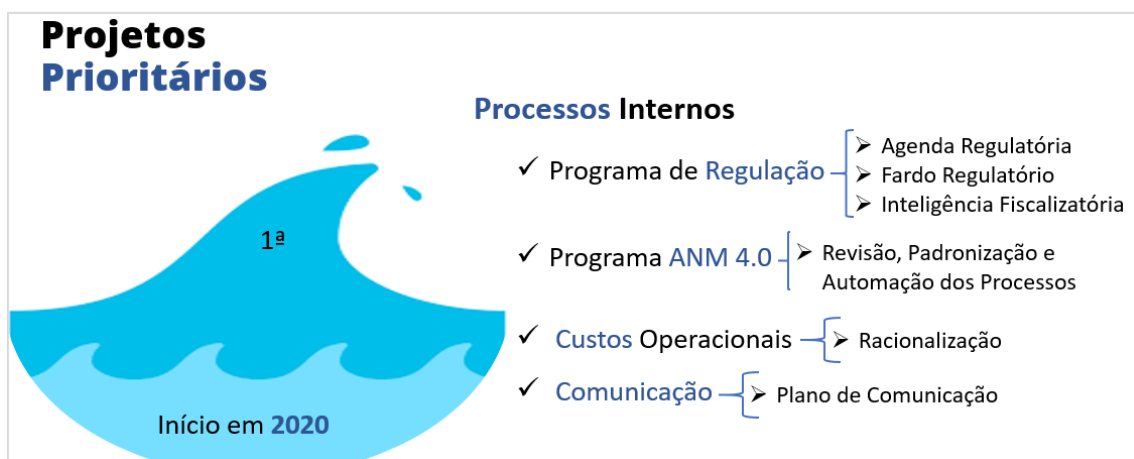 Projetos
Prioritários
1ª
Início em 2020
Processos Internos
✓ Programa de Regulação
➢ Agenda Regulatória
➢ Fardo Regulatório
➢ Inteligência Fiscalizatória
✓ Programa ANM 4.0
➢ Revisão, Padronização e
Automação dos Processos
✓ Custos Operacionais
➢ Racionalização
✓ Comunicação
➢ Plano de Comunicação